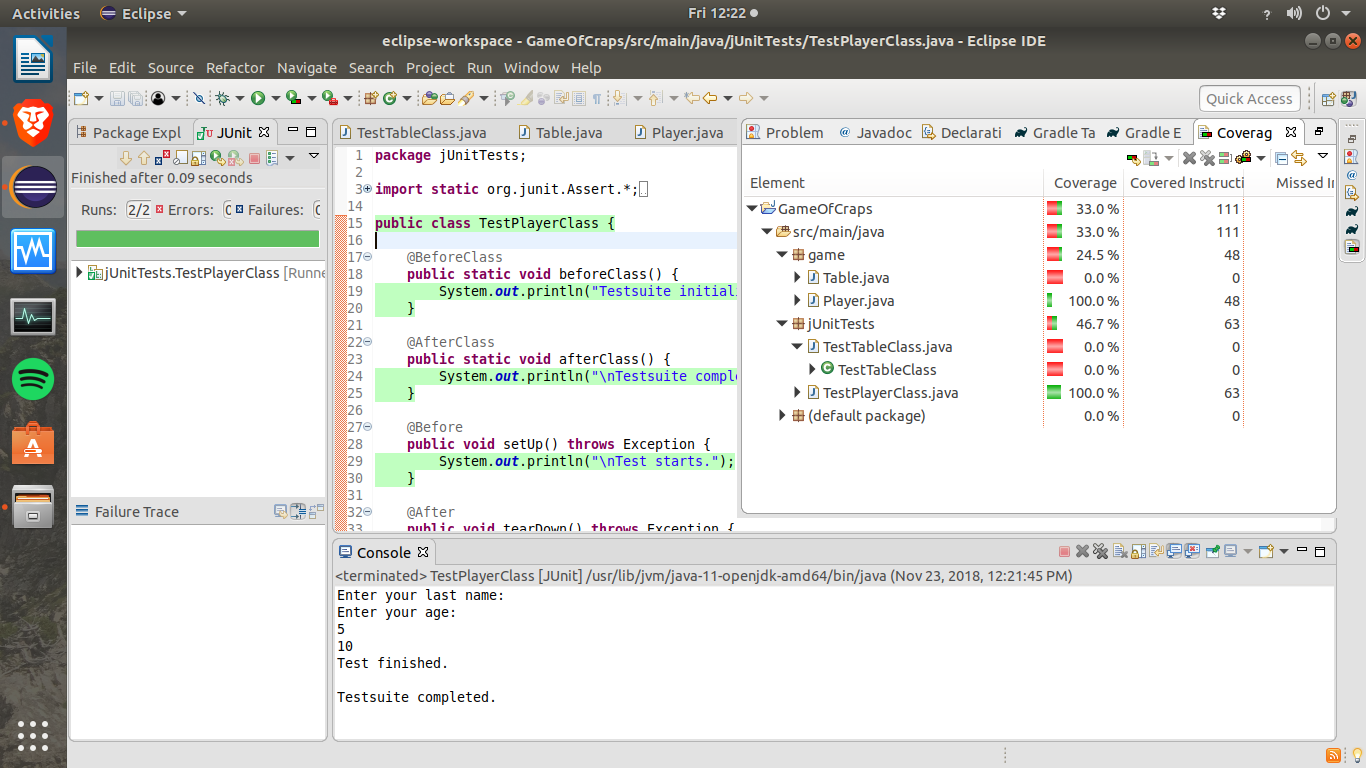 Activities Eclipse Fri 12:22 ?
eclipse-workspace - GameOfCraps/src/main/java/jUnitTests/TestPlayerClass.java - Eclipse IDE
File Edit Source Refactor Navigate Search Project Run Window Help
Quick Access
Package Expl JUnit
Finished after 0.09 seconds
Runs: 2/2 Errors: 0 Failures: 0
jUnitTests.TestPlayerClass [Runne
Failure Trace
TestTableClass.java Table.java Player.java
1 package jUnitTests;
2
3 import static org.junit.Assert.*;
14
15 public class TestPlayerClass {
16
17 @BeforeClass
18 public static void beforeClass() {
19 System.out.println("Testsuite initiali
20 }
21
22 @AfterClass
23 public static void afterClass() {
24 System.out.println("\nTestsuite comple
25 }
26
27 @Before
28 public void setUp() throws Exception {
29 System.out.println("\nTest starts.");
30 }
31
32 @After
33 public void tearDown() throws Exception {
Problem Javadoc Declarati Gradle Ta Gradle E Coverag
Element Coverage Covered Instructi Missed In
GameOfCraps 33.0 % 111
src/main/java 33.0 % 111
game 24.5 % 48
Table.java 0.0 % 0
Player.java 100.0 % 48
jUnitTests 46.7 % 63
TestTableClass.java 0.0 % 0
TestTableClass 0.0 % 0
TestPlayerClass.java 100.0 % 63
(default package) 0.0 % 0
Console
<terminated> TestPlayerClass [JUnit] /usr/lib/jvm/java-11-openjdk-amd64/bin/java (Nov 23, 2018, 12:21:45 PM)
Enter your last name:
Enter your age:
5
10
Test finished.
Testsuite completed.